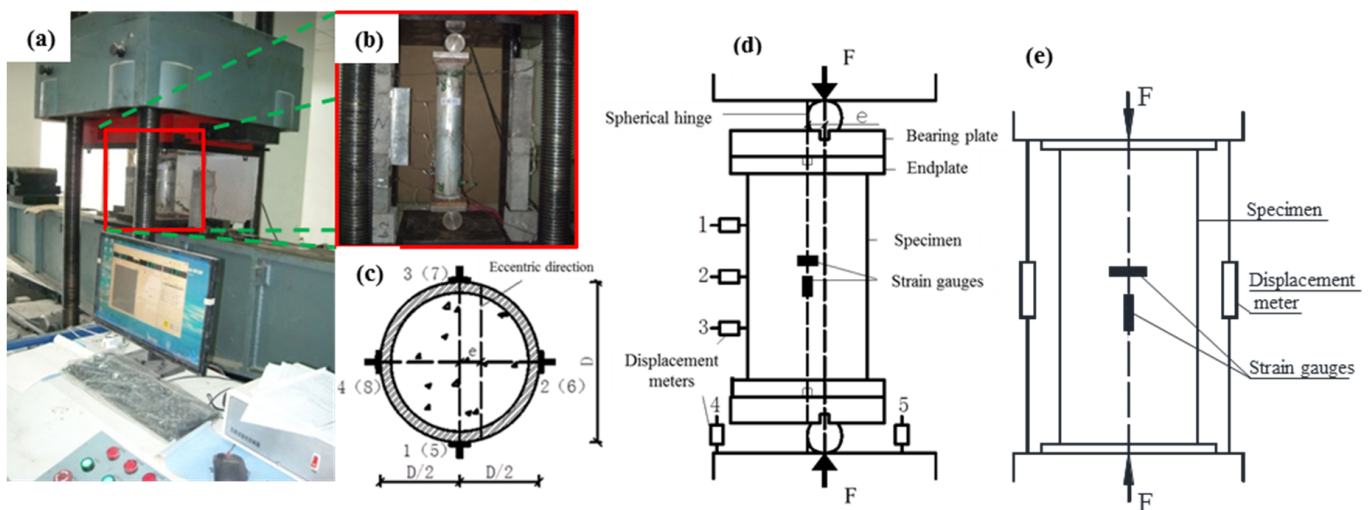 (a)
(b)
(c)
3 (7)
Eccentric direction
e
D
4 (8)
2 (6)
1 (5)
D/2
D/2
(d)
F
Spherical hinge
e
Bearing plate
Endplate
1
Specimen
2
Strain gauges
3
Displacement
meters
4
5
F
(e)
F
Specimen
Displacement
meter
Strain gauges
F